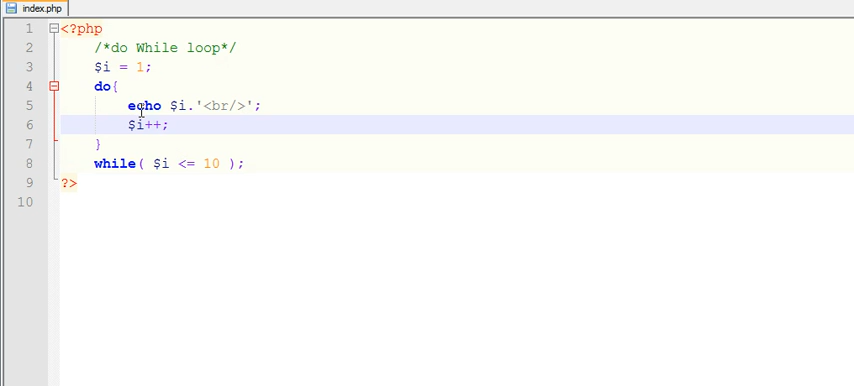 index.php
1 <?php
2 /*do While loop*/
3 $i = 1;
4 do{
5 echo $i.'<br/>';
6 $i++;
7 }
8 while( $i <= 10 );
9 ?>
10